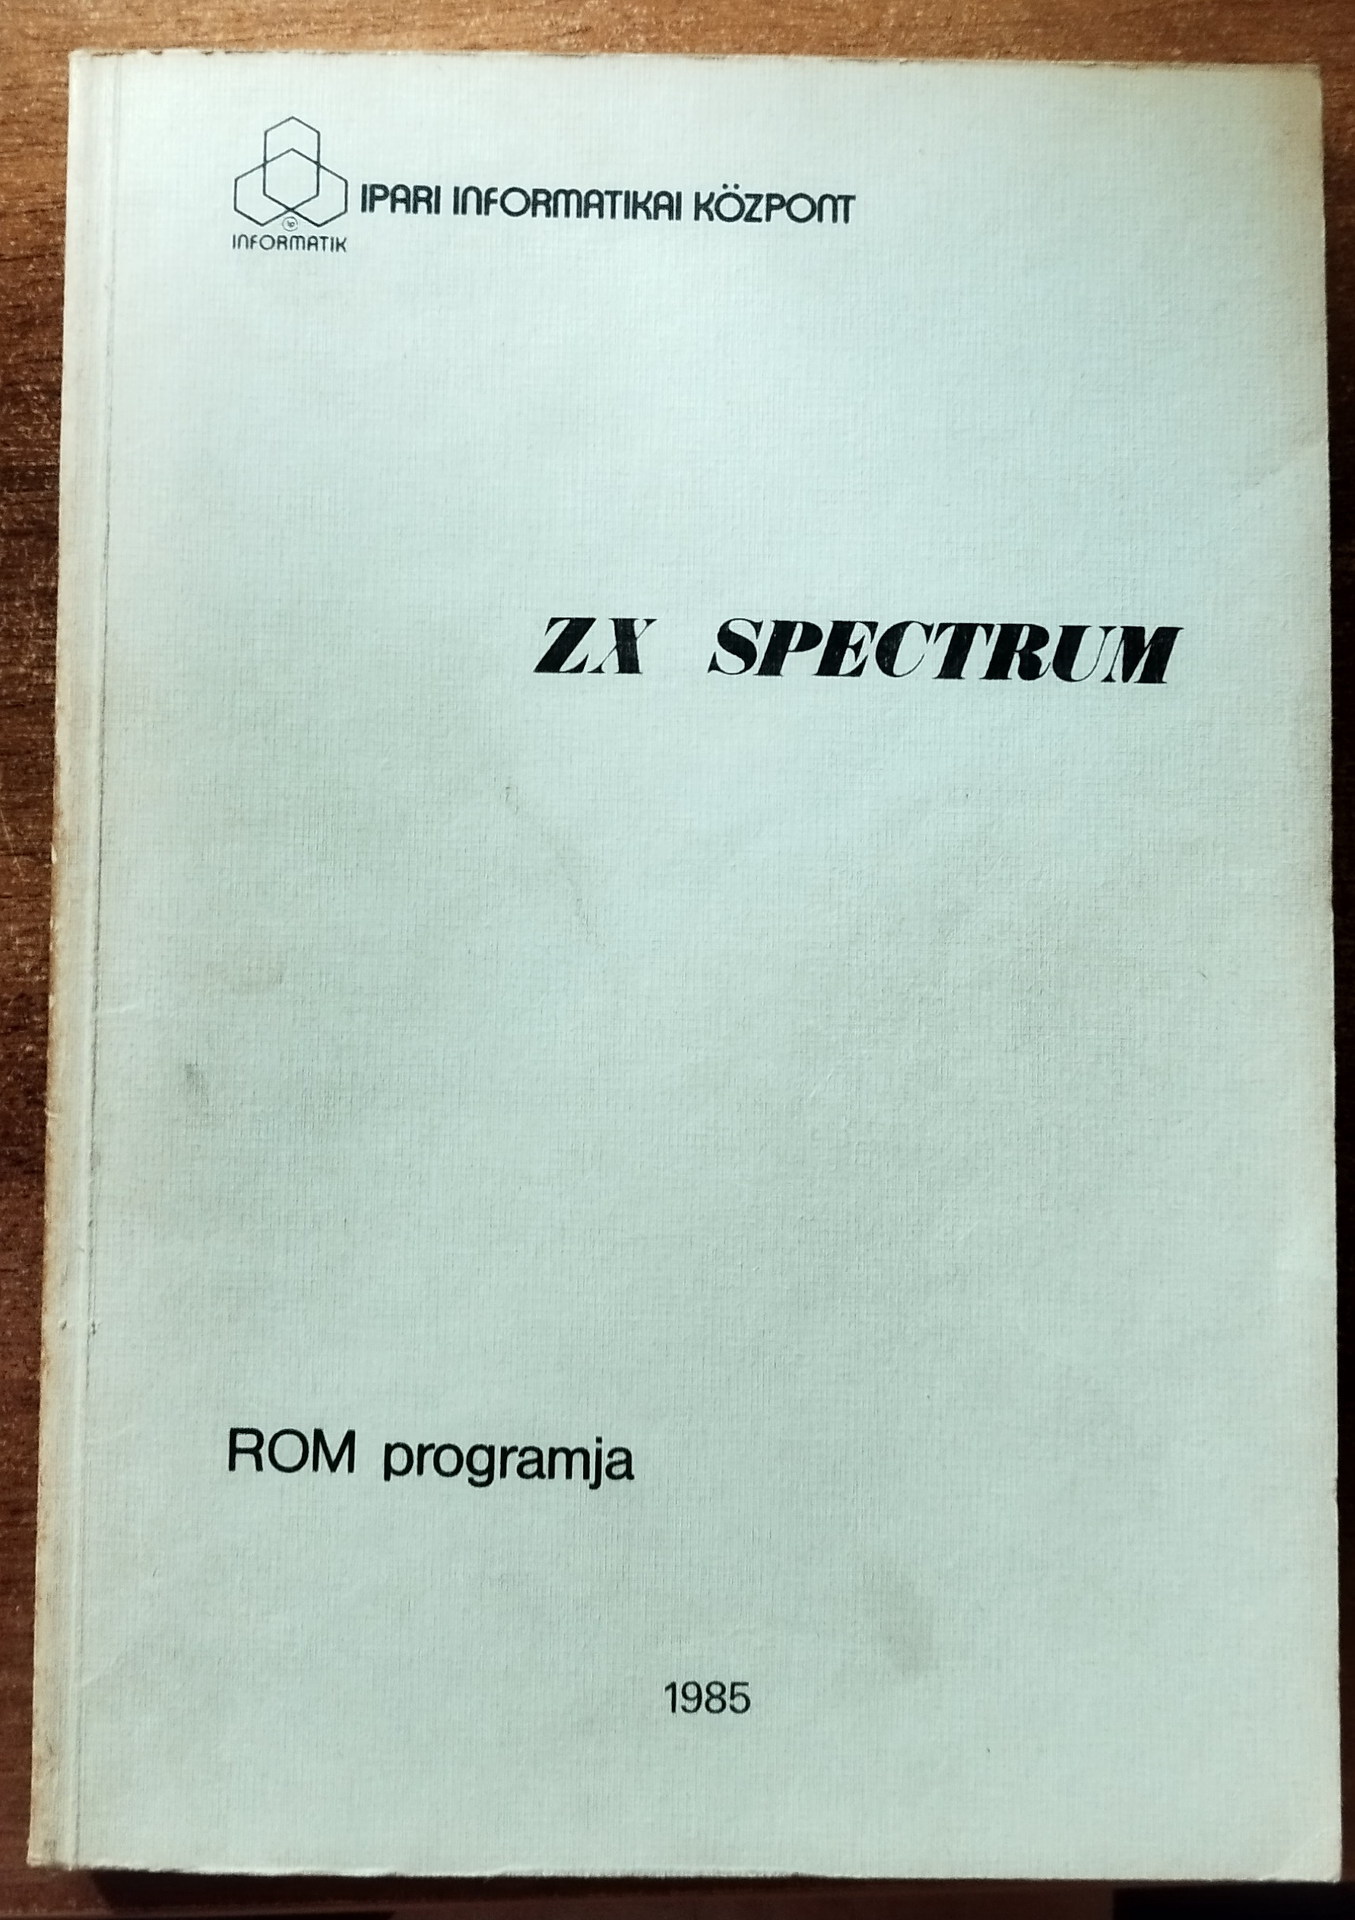 IPARI INFORMATIKAI KÖZPONT
INFORMATIK
ZX SPECTRUM
ROM programja
1985